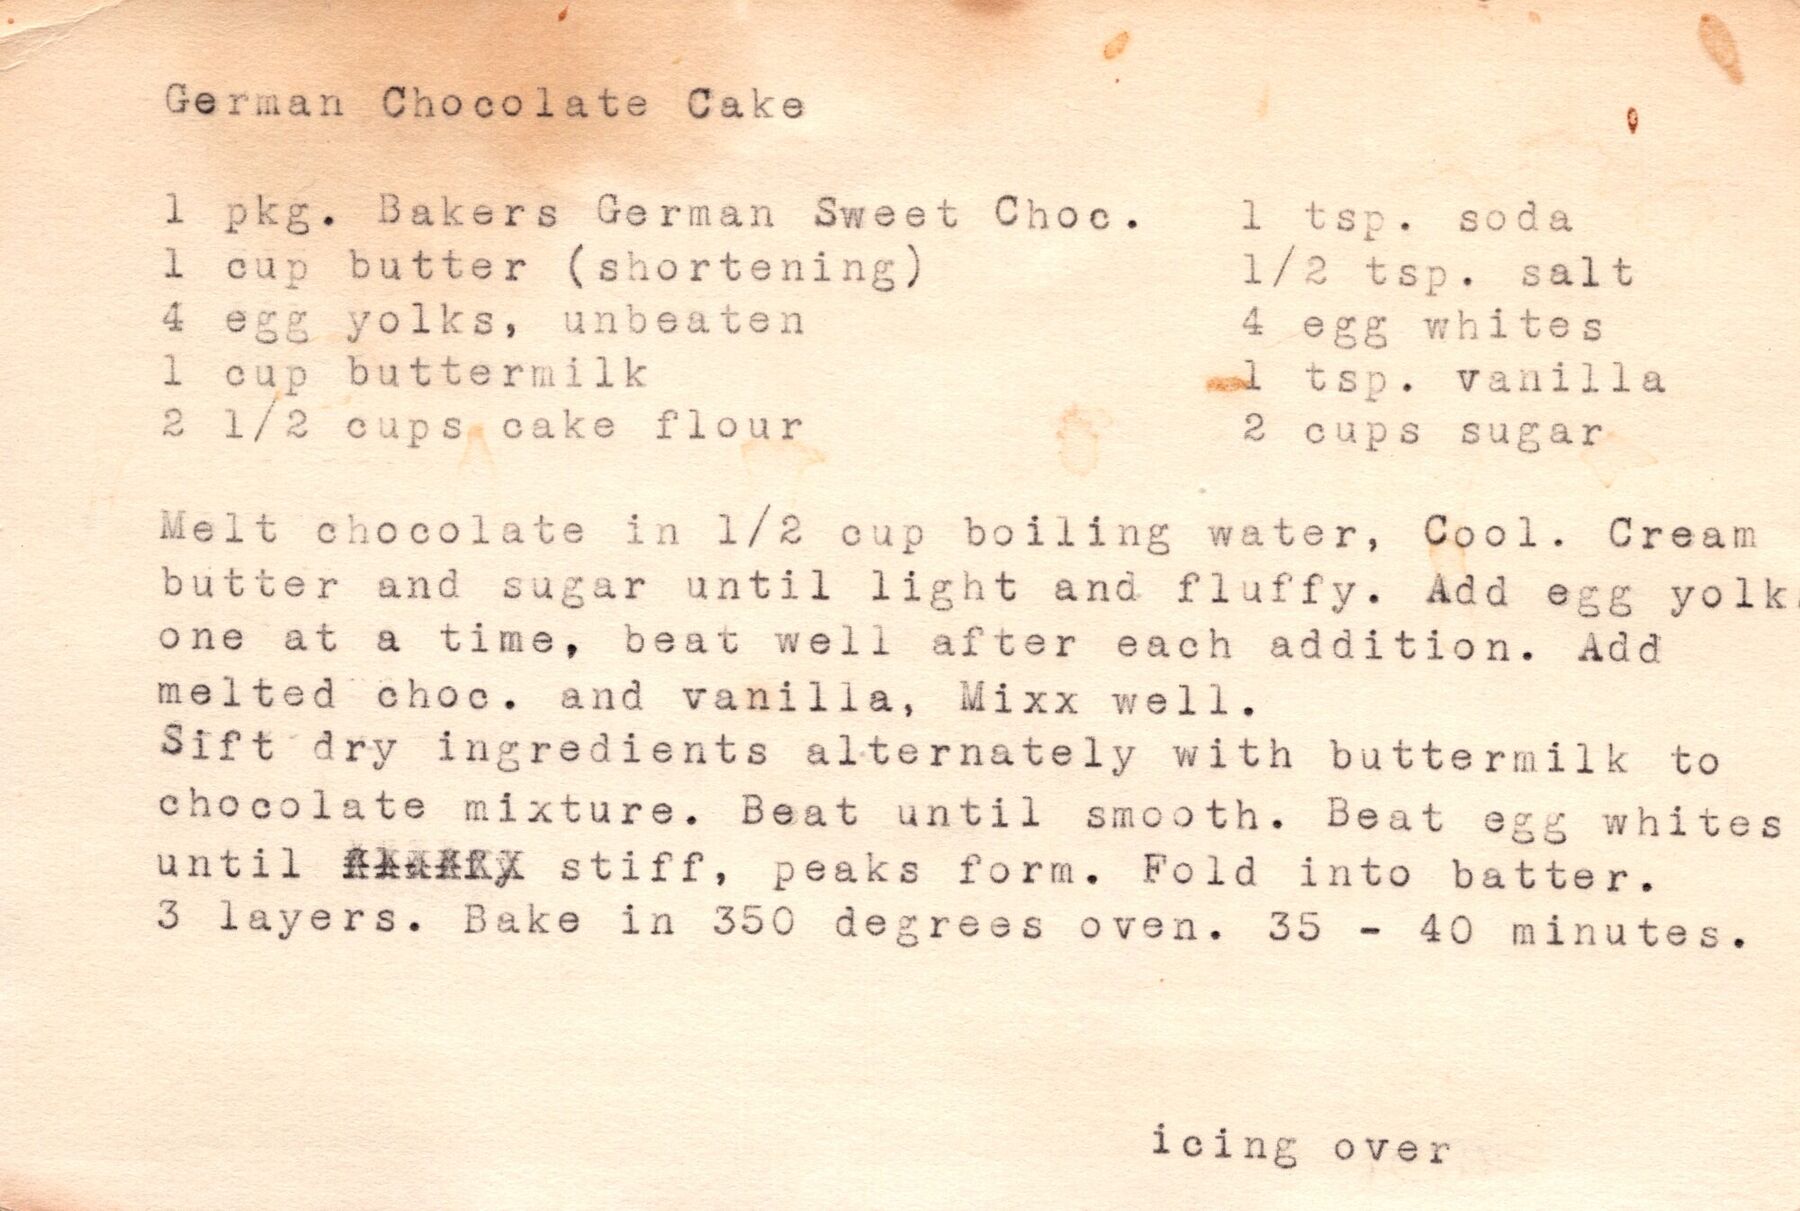 German Chocolate Cake
1 pkg. Bakers German Sweet Choc.
1 cup butter (shortening)
4 egg yolks, unbeaten
1 cup buttermilk
2 1/2 cups cake flour
1 tsp. soda
1/2 tsp. salt
4 egg whites
1 tsp. vanilla
2 cups sugar
Melt chocolate in 1/2 cup boiling water, Cool. Cream
butter and sugar until light and fluffy. Add egg yolk
one at a time, beat well after each addition. Add
melted choc. and vanilla, Mixx well.
Sift dry ingredients alternately with buttermilk to
chocolate mixture. Beat until smooth. Beat egg whites
until stiff, peaks form. Fold into batter.
3 layers. Bake in 350 degrees oven. 35 - 40 minutes.
icing over